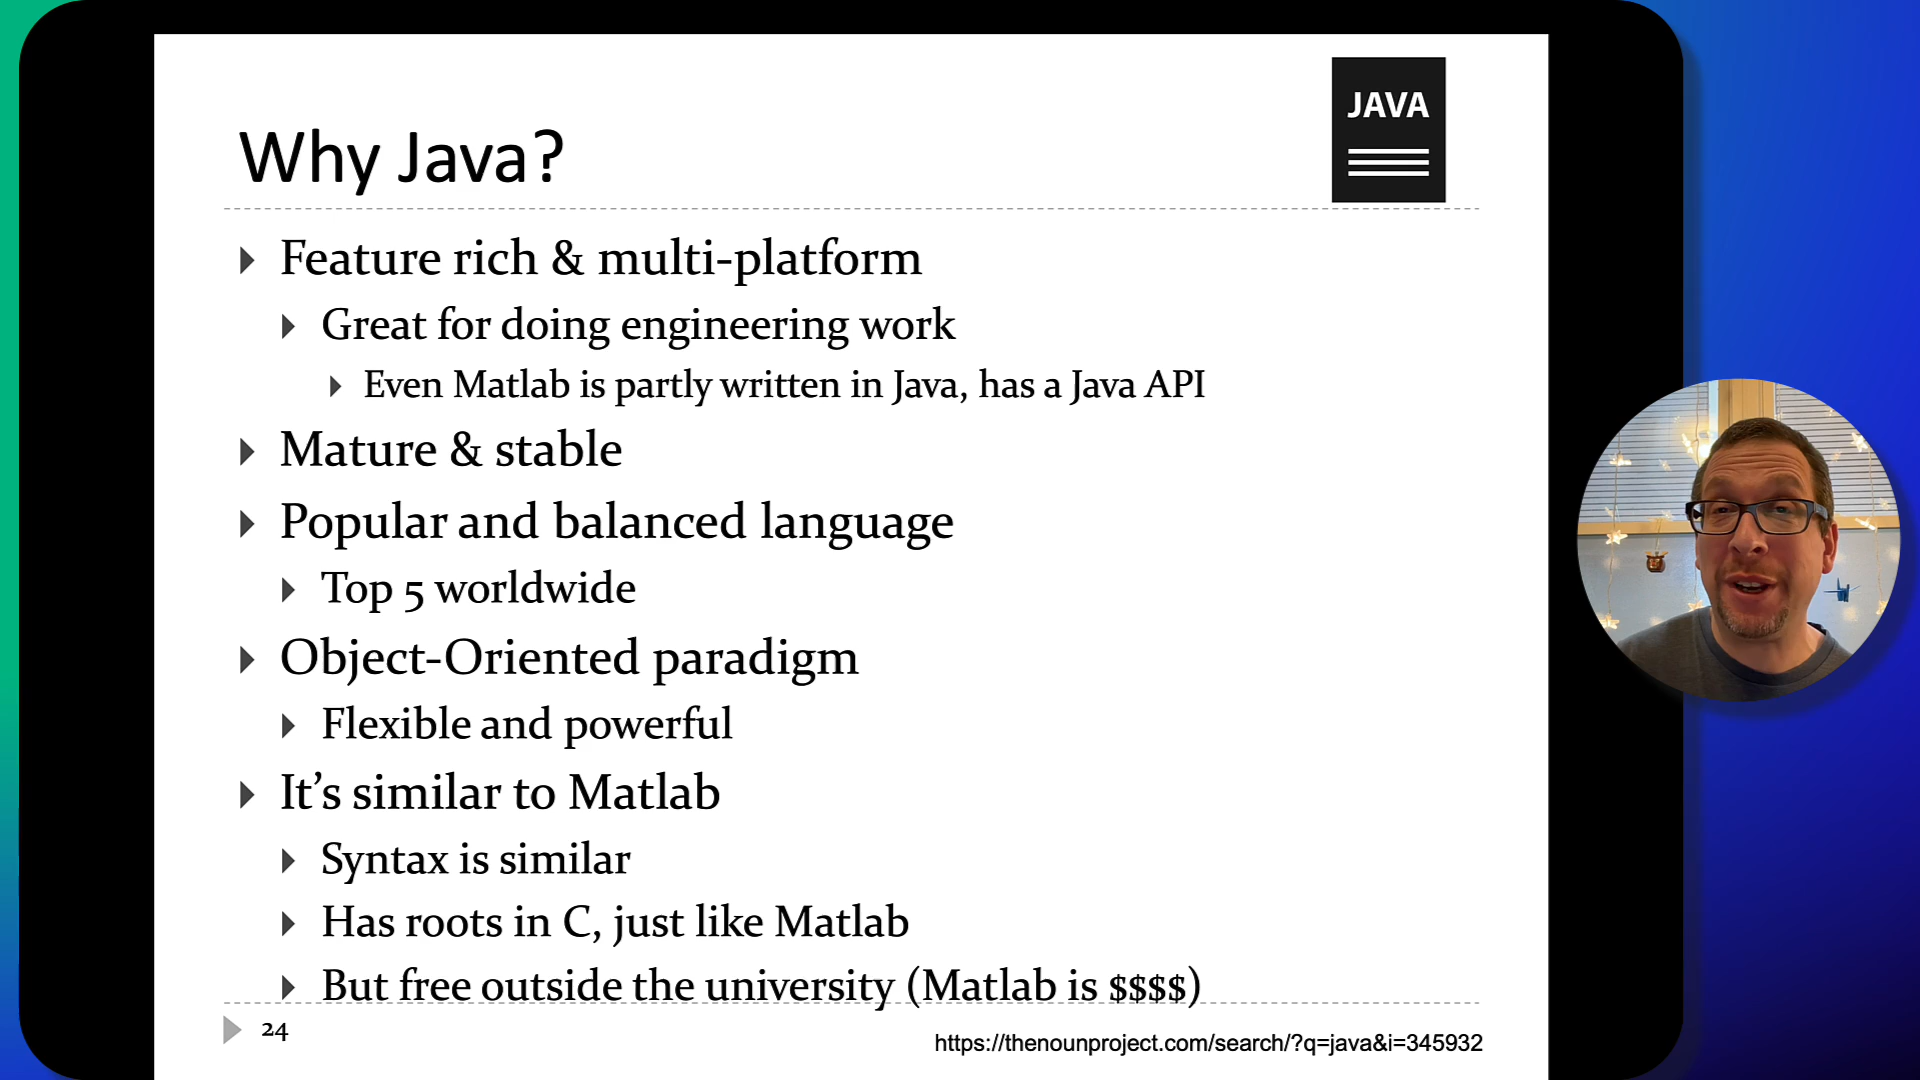 JAVA
Why Java?
Feature rich & multi-platform
Great for doing engineering work
Even Matlab is partly written in Java, has a Java API
Mature & stable
Popular and balanced language
Top 5 worldwide
Object-Oriented paradigm
Flexible and powerful
It's similar to Matlab
Syntax is similar
Has roots in C, just like Matlab
But free outside the university (Matlab is $$$$)
24
https://thenounproject.com/search/?q=java&i=345932